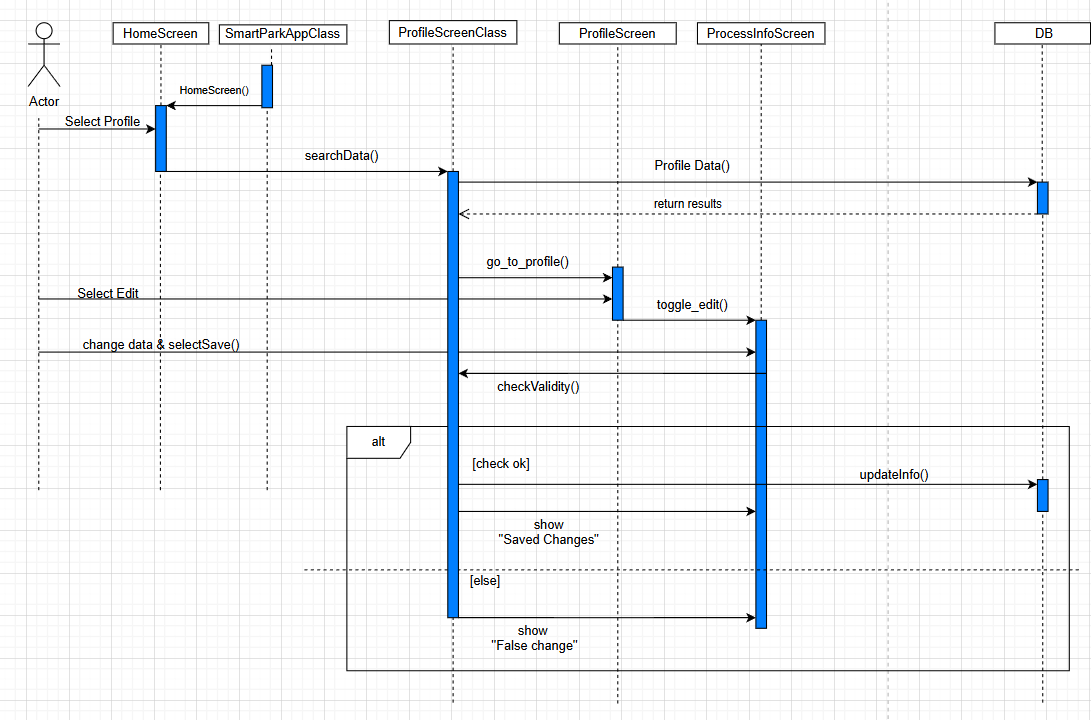 HomeScreen
SmartParkAppClass
ProfileScreenClass
ProfileScreen
ProcessInfoScreen
DB
Actor
HomeScreen()
Select Profile
searchData()
Profile Data()
return results
go_to_profile()
Select Edit
toggle_edit()
change data & selectSave()
checkValidity()
alt
[check ok]
updateInfo()
show
"Saved Changes"
[else]
show
"False change"